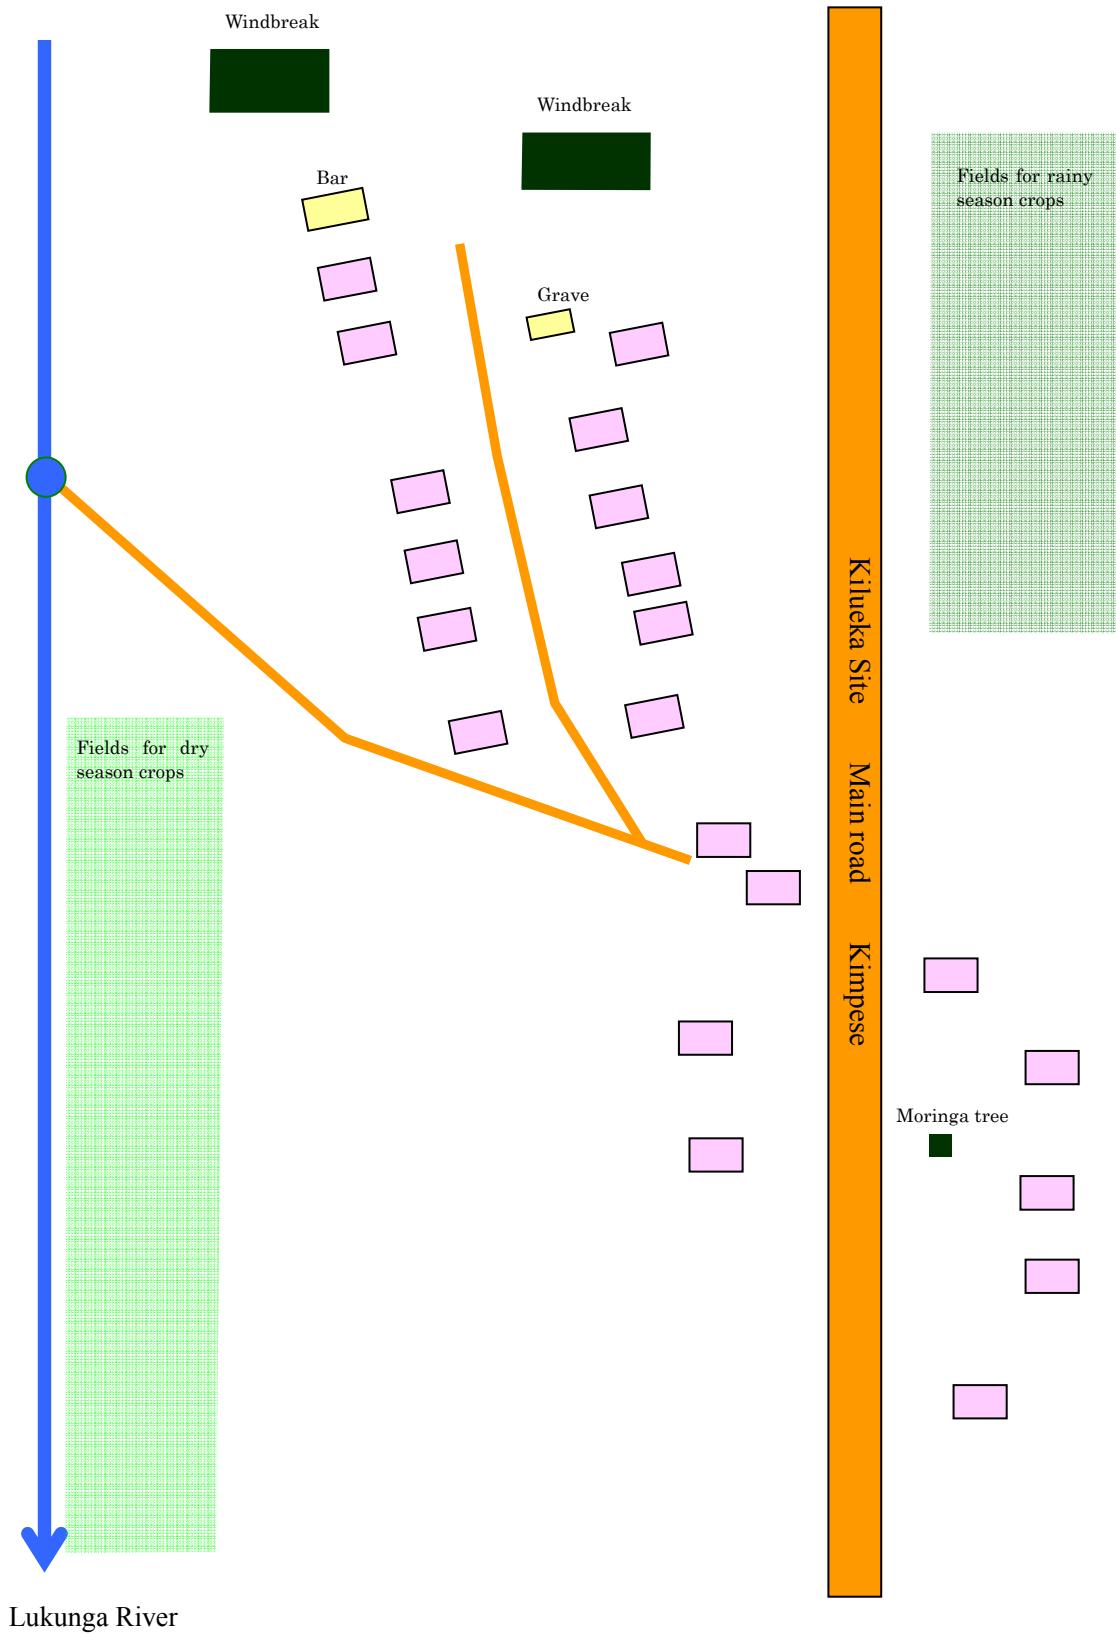 Windbreak
Windbreak
Bar
Fields for rainy
season crops
Grave
Kilueka Site Main road Kimpese
Fields for dry
season crops
Moringa tree
Lukunga River